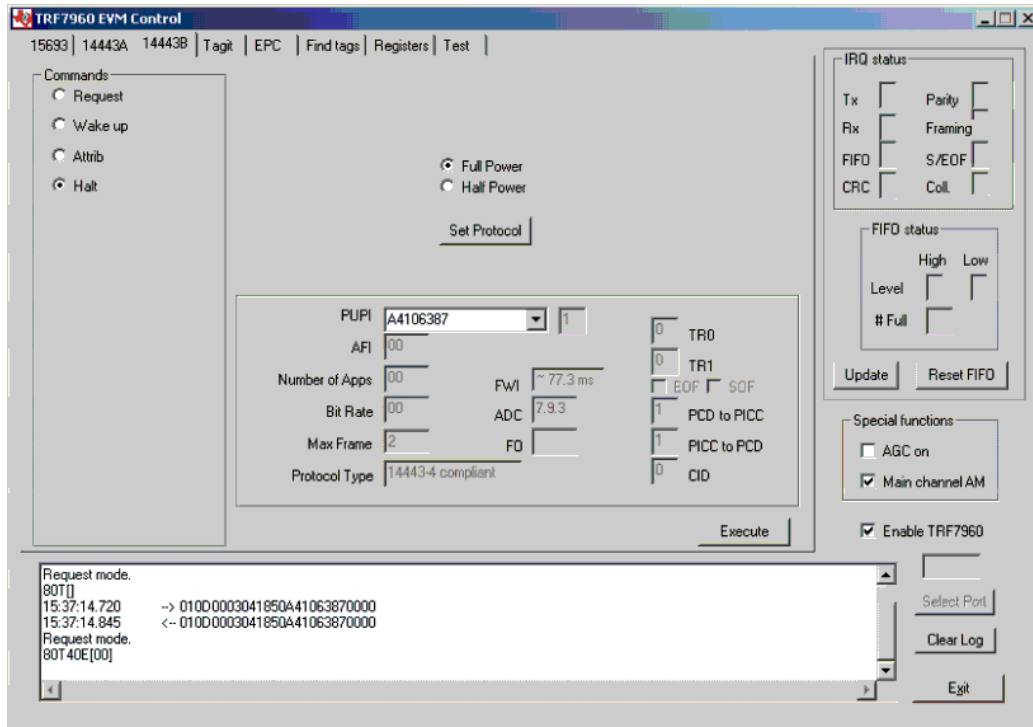 TRF7960 EVM Control
15693 14443A 14443B Tagit EPC Find tags Registers Test
Commands
Request
Wake up
Attrib
Halt
Full Power
Half Power
Set Protocol
PUPI A4106387 1
AFI 00
Number of Apps 00
Bit Rate 00
Max Frame 2
Protocol Type 14443-4 compliant
FWI ~ 77.3 ms
ADC 7.9.3
FO
0 TR0
0 TR1
EOF SOF
1 PCD to PICC
1 PICC to PCD
0 CID
Execute
IRQ status
Tx Parity
Rx Framing
FIFO S/EOF
CRC Coll.
FIFO status
High Low
Level
# Full
Update Reset FIFO
Special functions
AGC on
Main channel AM
Enable TRF7960
Select Port
Clear Log
Exit
Request mode.
80T[]
15:37:14.720 --> 010D0003041850A41063870000
15:37:14.845 <-- 010D0003041850A41063870000
Request mode.
80T40E[00]